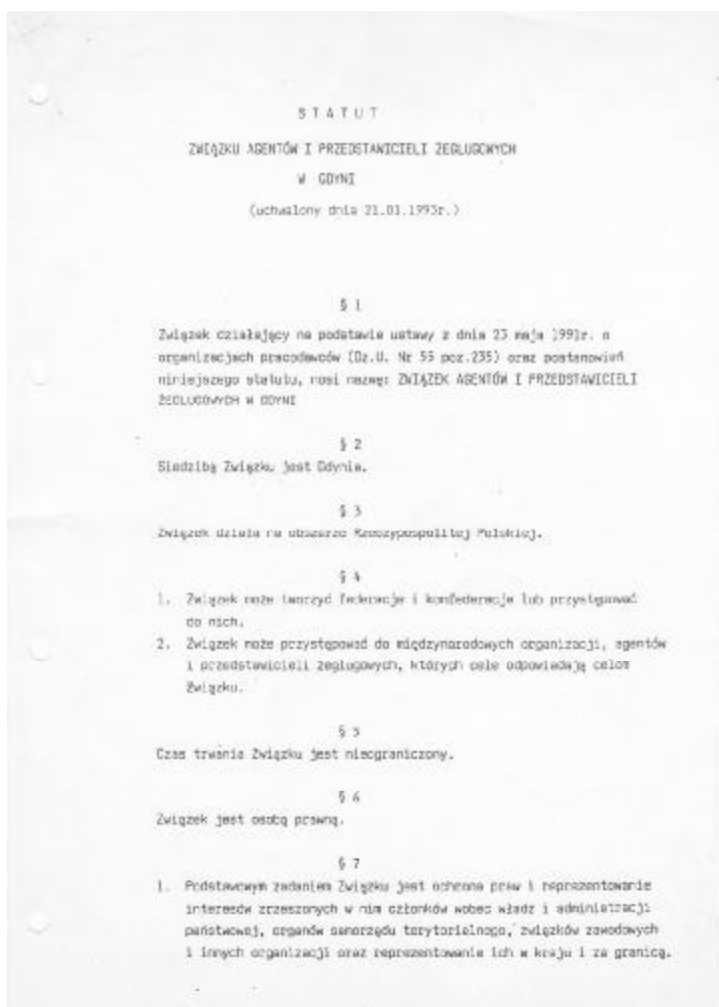 S T A T U T
ZWIĄZKU AGENTÓW I PRZEDSTAWICIELI ŻEGLUGOWYCH
W GDYNI
(uchwalony dnia 21.01.1993r.)
§ 1
Związek działający na podstawie ustawy z dnia 23 maja 1991r. o
organizacjach pracodawców (Dz.U. Nr 55 poz.235) oraz postanowień
niniejszego statutu, nosi nazwę: ZWIĄZEK AGENTÓW I PRZEDSTAWICIELI
ŻEGLUGOWYCH W GDYNI
§ 2
Siedzibą Związku jest Gdynia.
§ 3
Związek działa na obszarze Rzeczypospolitej Polskiej.
§ 4
1. Związek może tworzyć federacje i konfederacje lub przystępować
do nich.
2. Związek może przystępować do międzynarodowych organizacji, agentów
i przedstawicieli żeglugowych, których cele odpowiadają celom
Związku.
§ 5
Czas trwania Związku jest nieograniczony.
§ 6
Związek jest osobą prawną.
§ 7
1. Podstawowym zadaniem Związku jest ochrona praw i reprezentowanie
interesów zrzeszonych w nim członków wobec władz i administracji
państwowej, organów samorządu terytorialnego, związków zawodowych
i innych organizacji oraz reprezentowanie ich w kraju i za granicą.